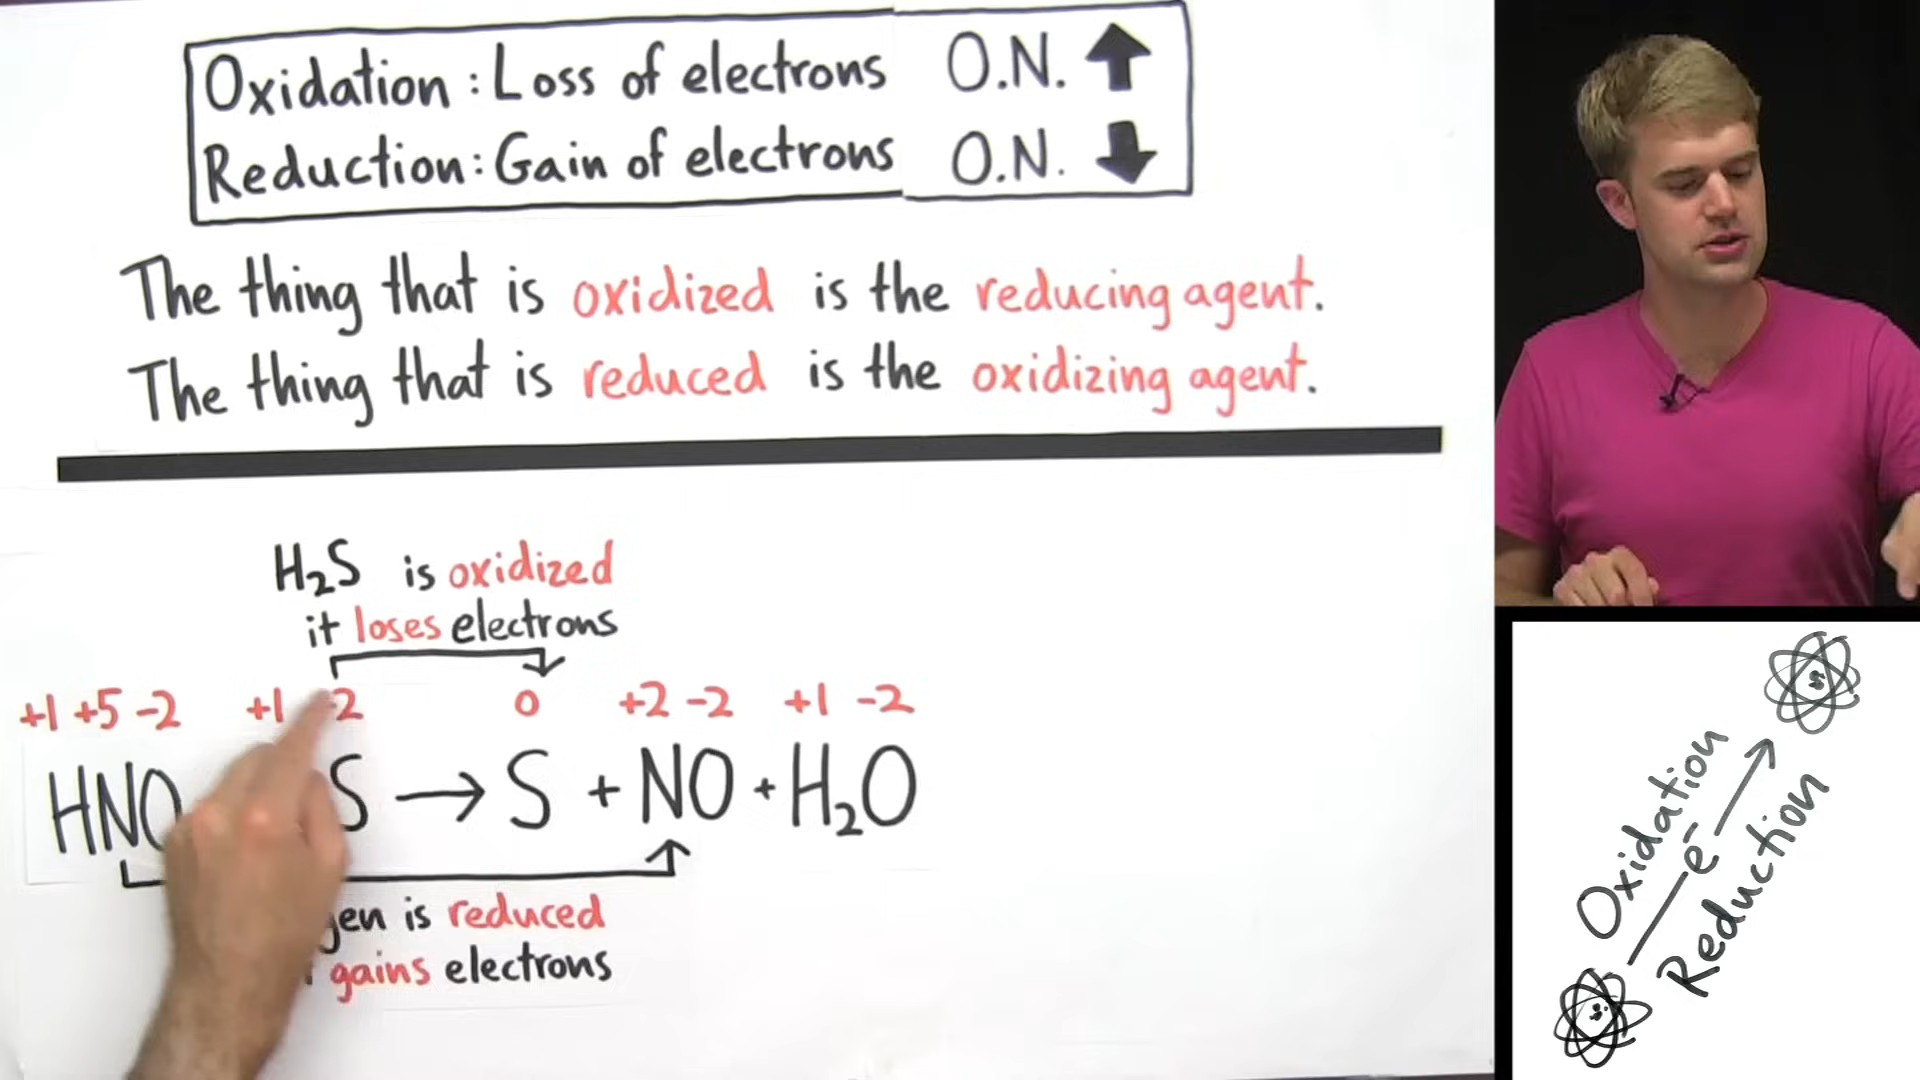 Oxidation: Loss of electrons O.N. ↑
Reduction: Gain of electrons O.N. ↓
The thing that is oxidized is the reducing agent.
The thing that is reduced is the oxidizing agent.
H₂S is oxidized
it loses electrons
+1 +5 -2 +1 -2 0 +2 -2 +1 -2
HNO S → S + NO + H₂O
gen is reduced
gains electrons
Oxidation
e⁻
Reduction